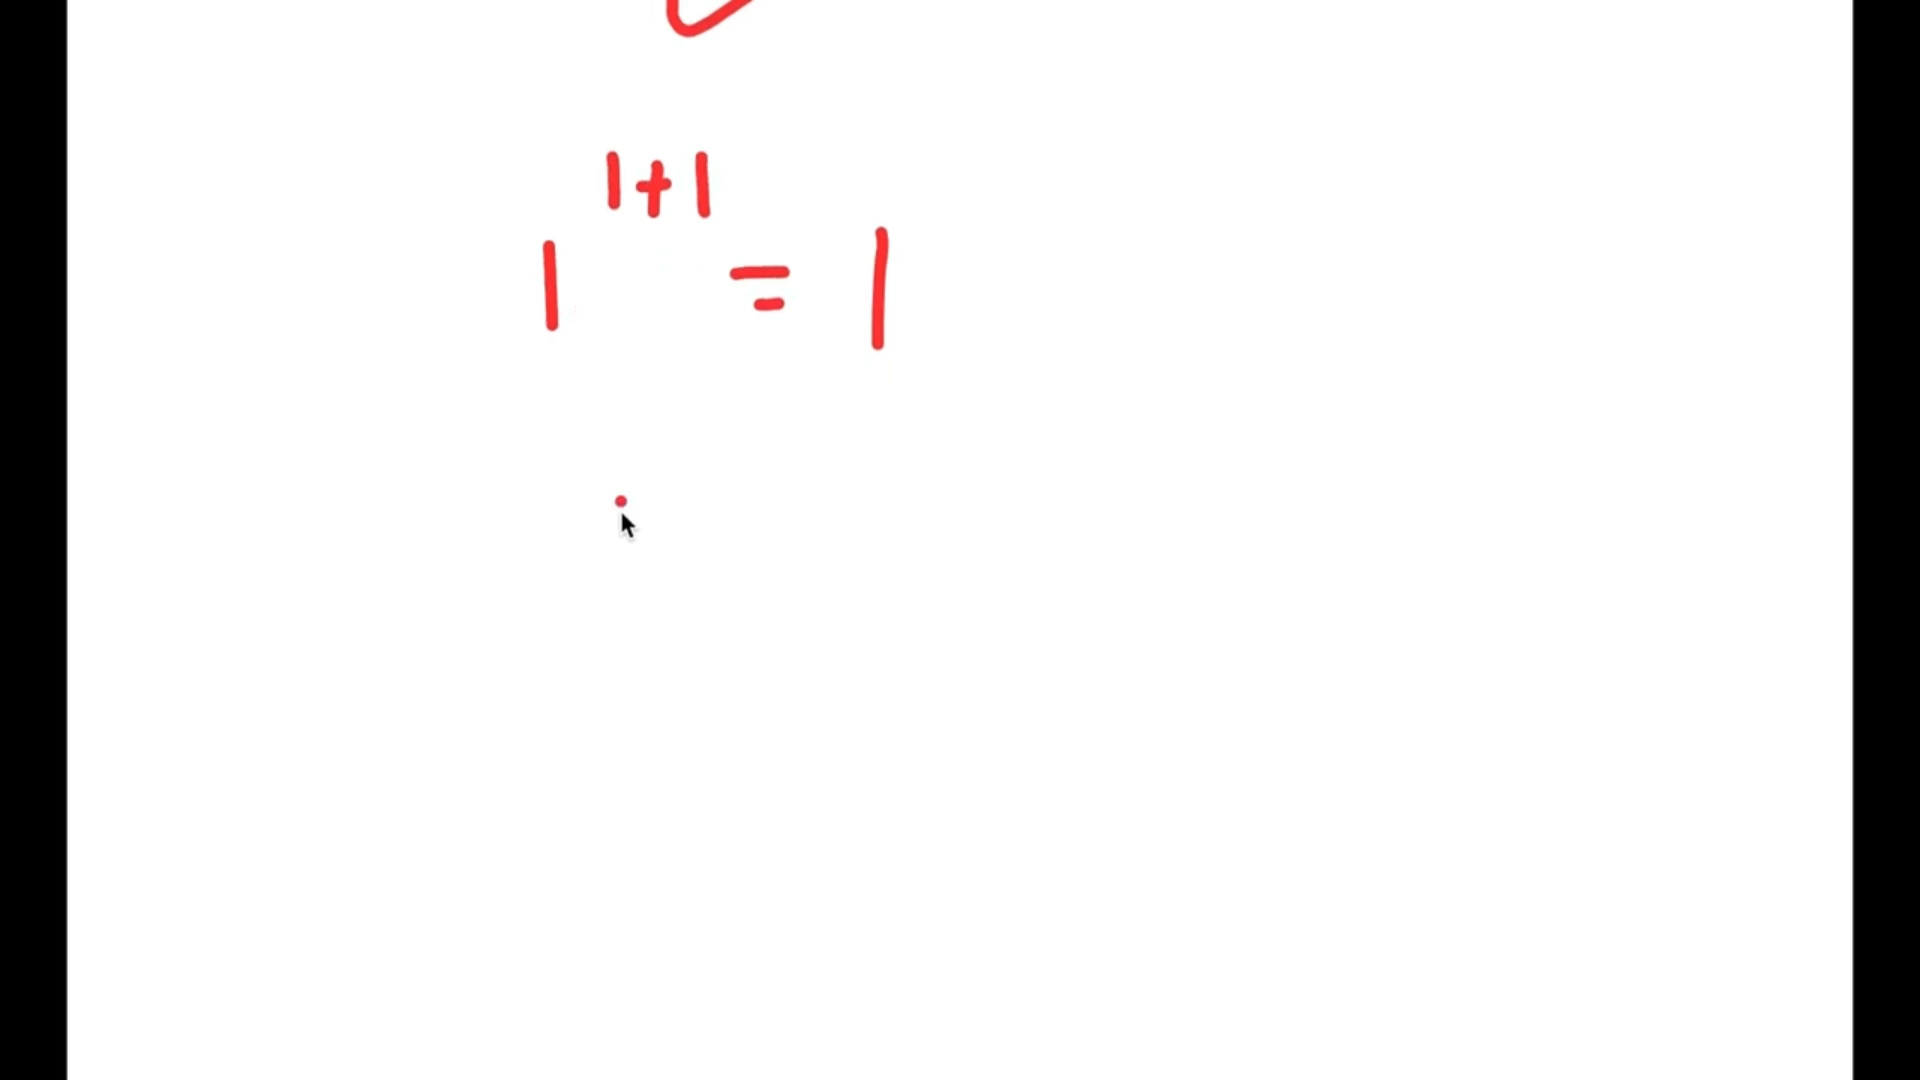 1^{1+1} = 1